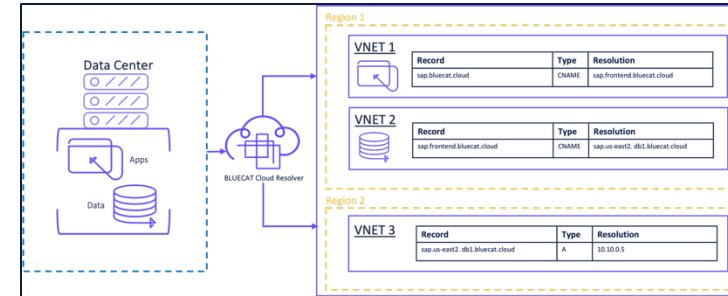 Data Center
Apps
Data
BLUECAT Cloud Resolver
Region 1
VNET 1
Record Type Resolution
sap.bluecat.cloud CNAME sap.frontend.bluecat.cloud
VNET 2
Record Type Resolution
sap.frontend.bluecat.cloud CNAME sap.us-east2. db1.bluecat.cloud
Region 2
VNET 3
Record Type Resolution
sap.us-east2. db1.bluecat.cloud A 10.10.0.5